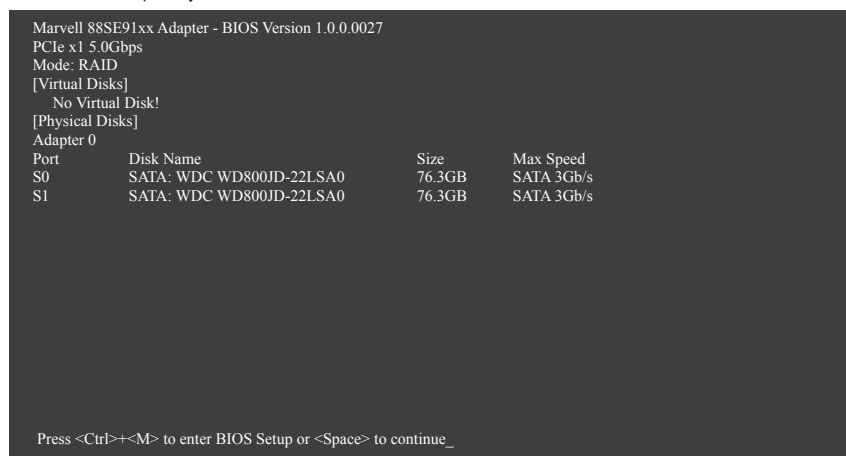 Marvell 88SE91xx Adapter - BIOS Version 1.0.0.0027
PCIe x1 5.0Gbps
Mode: RAID
[Virtual Disks]
No Virtual Disk!
[Physical Disks]
Adapter 0
Port Disk Name Size Max Speed
S0 SATA: WDC WD800JD-22LSA0 76.3GB SATA 3Gb/s
S1 SATA: WDC WD800JD-22LSA0 76.3GB SATA 3Gb/s
Press <Ctrl>+<M> to enter BIOS Setup or <Space> to continue_